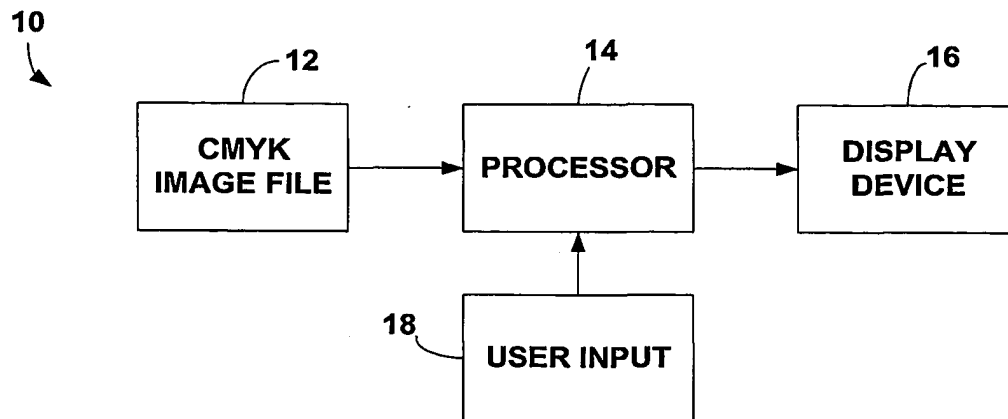 10
12
14
16
CMYK
IMAGE FILE
PROCESSOR
DISPLAY
DEVICE
18
USER INPUT